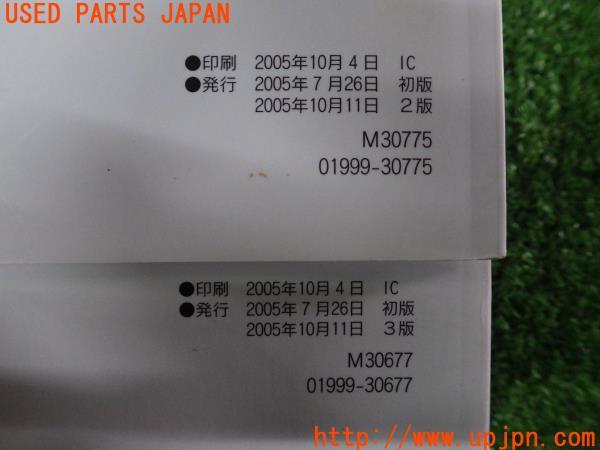 USED PARTS JAPAN
●印刷 2005年10月4日 IC
●発行 2005年7月26日 初版
2005年10月11日 2版
M30775
01999-30775
●印刷 2005年10月4日 IC
●発行 2005年7月26日 初版
2005年10月11日 3版
M30677
01999-30677
http://www.upjpn.com